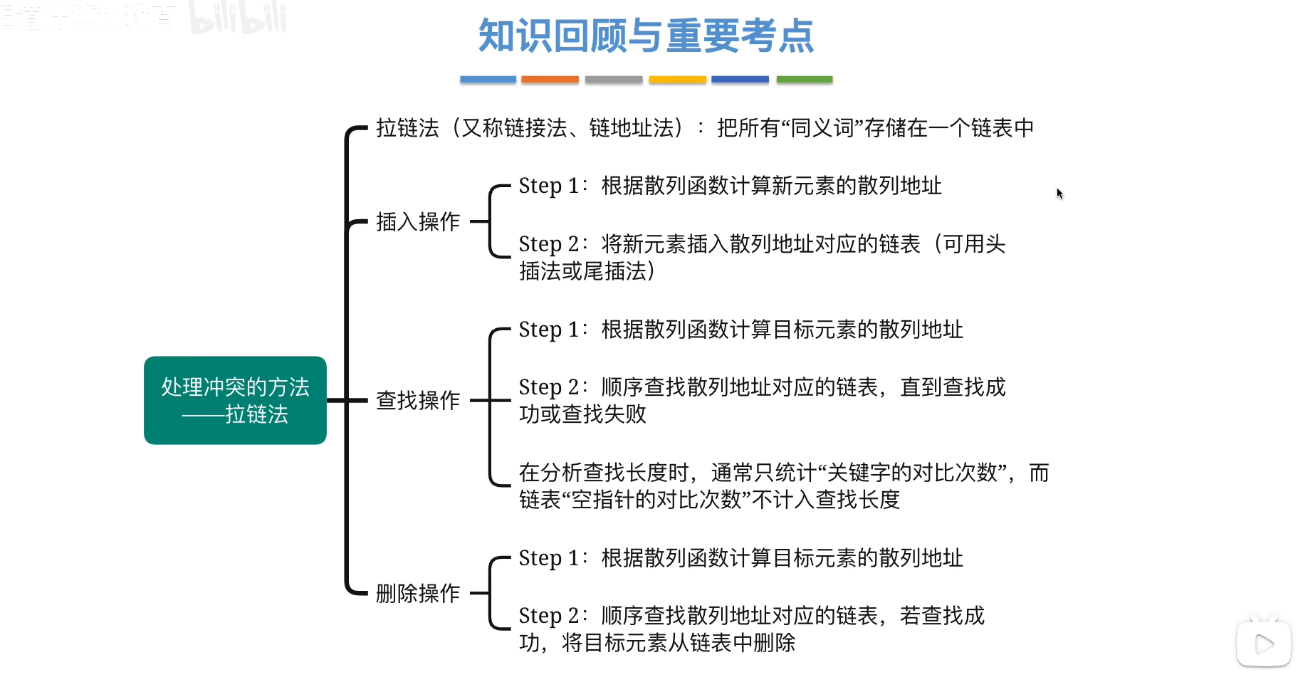 bilibili
知识回顾与重要考点
拉链法（又称链接法、链地址法）：把所有“同义词”存储在一个链表中
插入操作
Step 1：根据散列函数计算新元素的散列地址
Step 2：将新元素插入散列地址对应的链表（可用头
插法或尾插法）
处理冲突的方法
——拉链法
查找操作
Step 1：根据散列函数计算目标元素的散列地址
Step 2：顺序查找散列地址对应的链表，直到查找成
功或查找失败
在分析查找长度时，通常只统计“关键字的对比次数”，而
链表“空指针的对比次数”不计入查找长度
删除操作
Step 1：根据散列函数计算目标元素的散列地址
Step 2：顺序查找散列地址对应的链表，若查找成
功，将目标元素从链表中删除